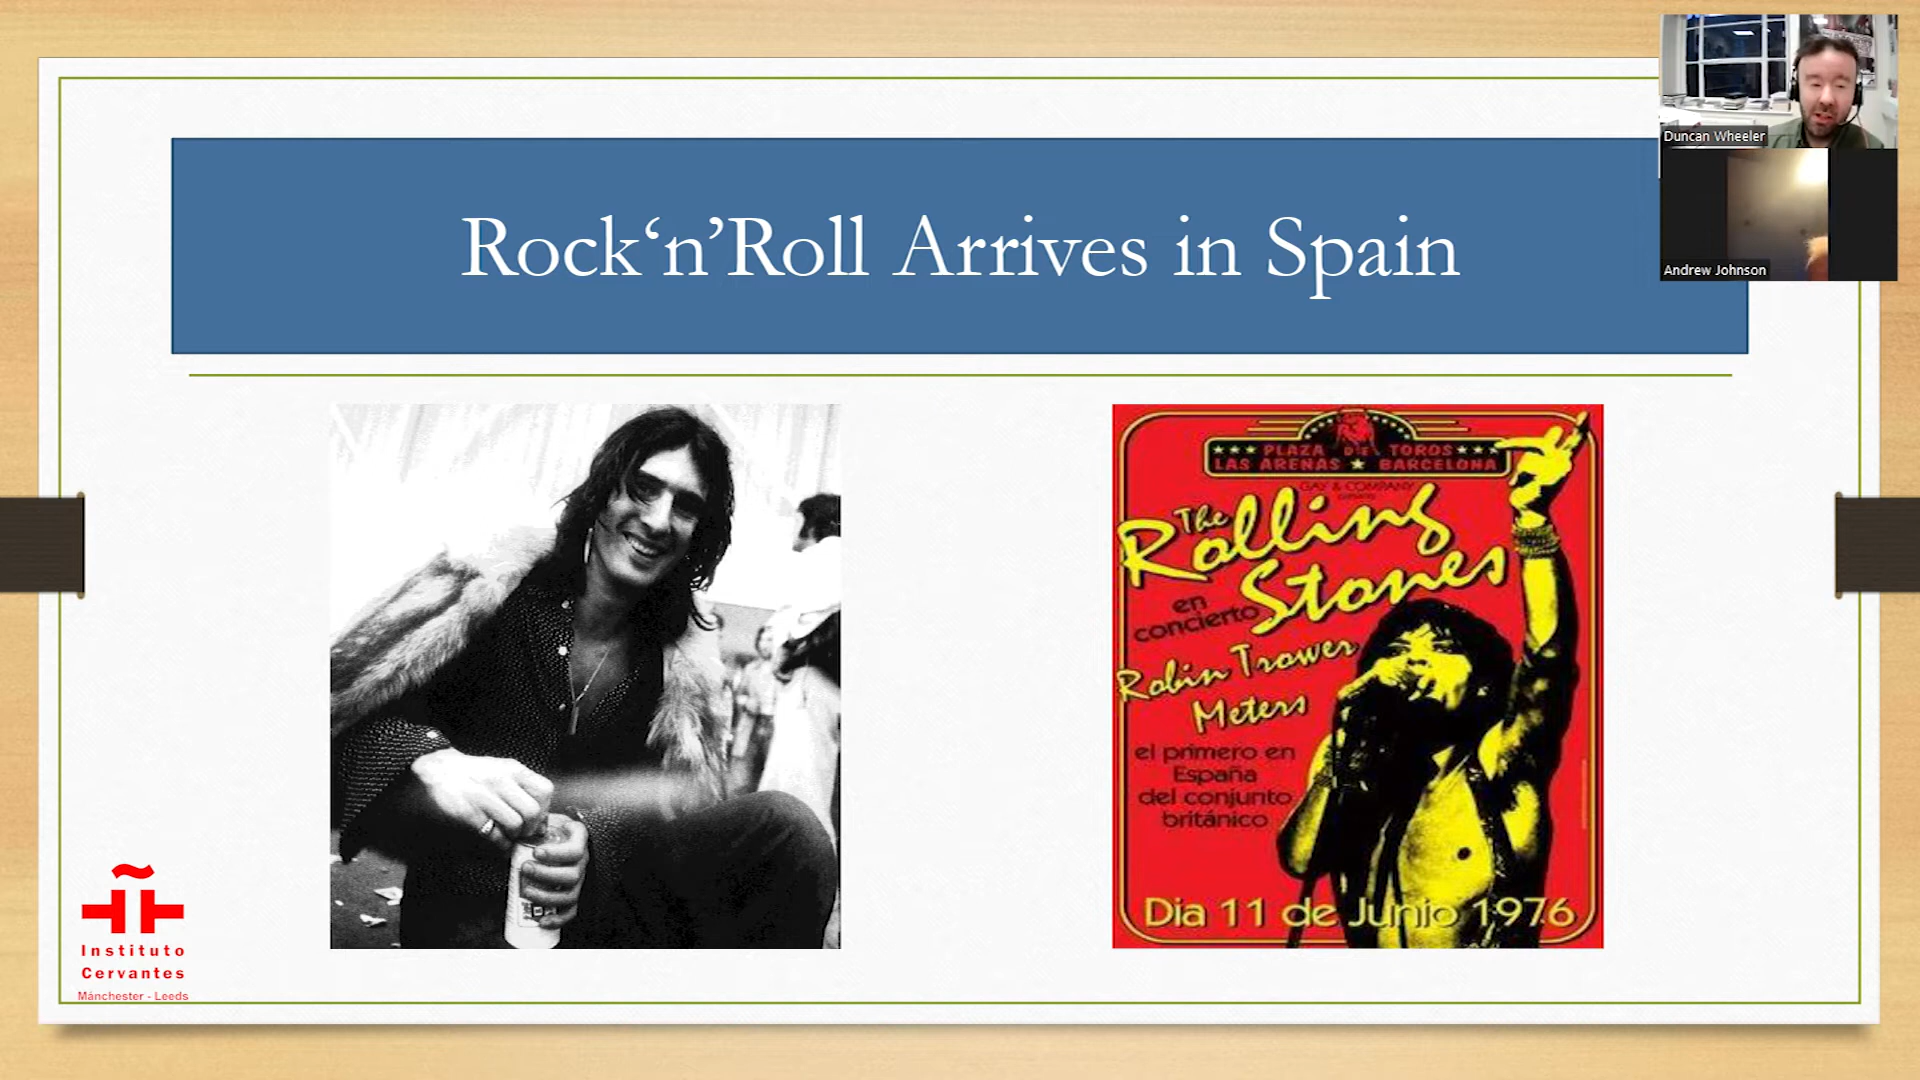 Rock‘n’Roll Arrives in Spain
Duncan Wheeler
Andrew Johnson
★★★ PLAZA DE TOROS ★★★
LAS ARENAS ★ BARCELONA
GAY & COMPANY
The
Rolling
Stones
en
concierto
Robin Trower
Meters
el primero en
España
del conjunto
británico
Dia 11 de Junio 1976
Instituto
Cervantes
Mánchester - Leeds